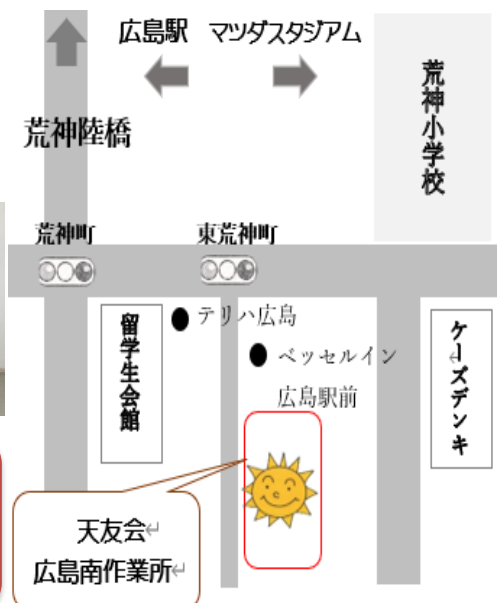 広島駅 マツダスタジアム
荒神陸橋
荒神小学校
荒神町
東荒神町
留学生会館
テリハ広島
ベッセルイン
広島駅前
ケーズデンキ
天友会
広島南作業所